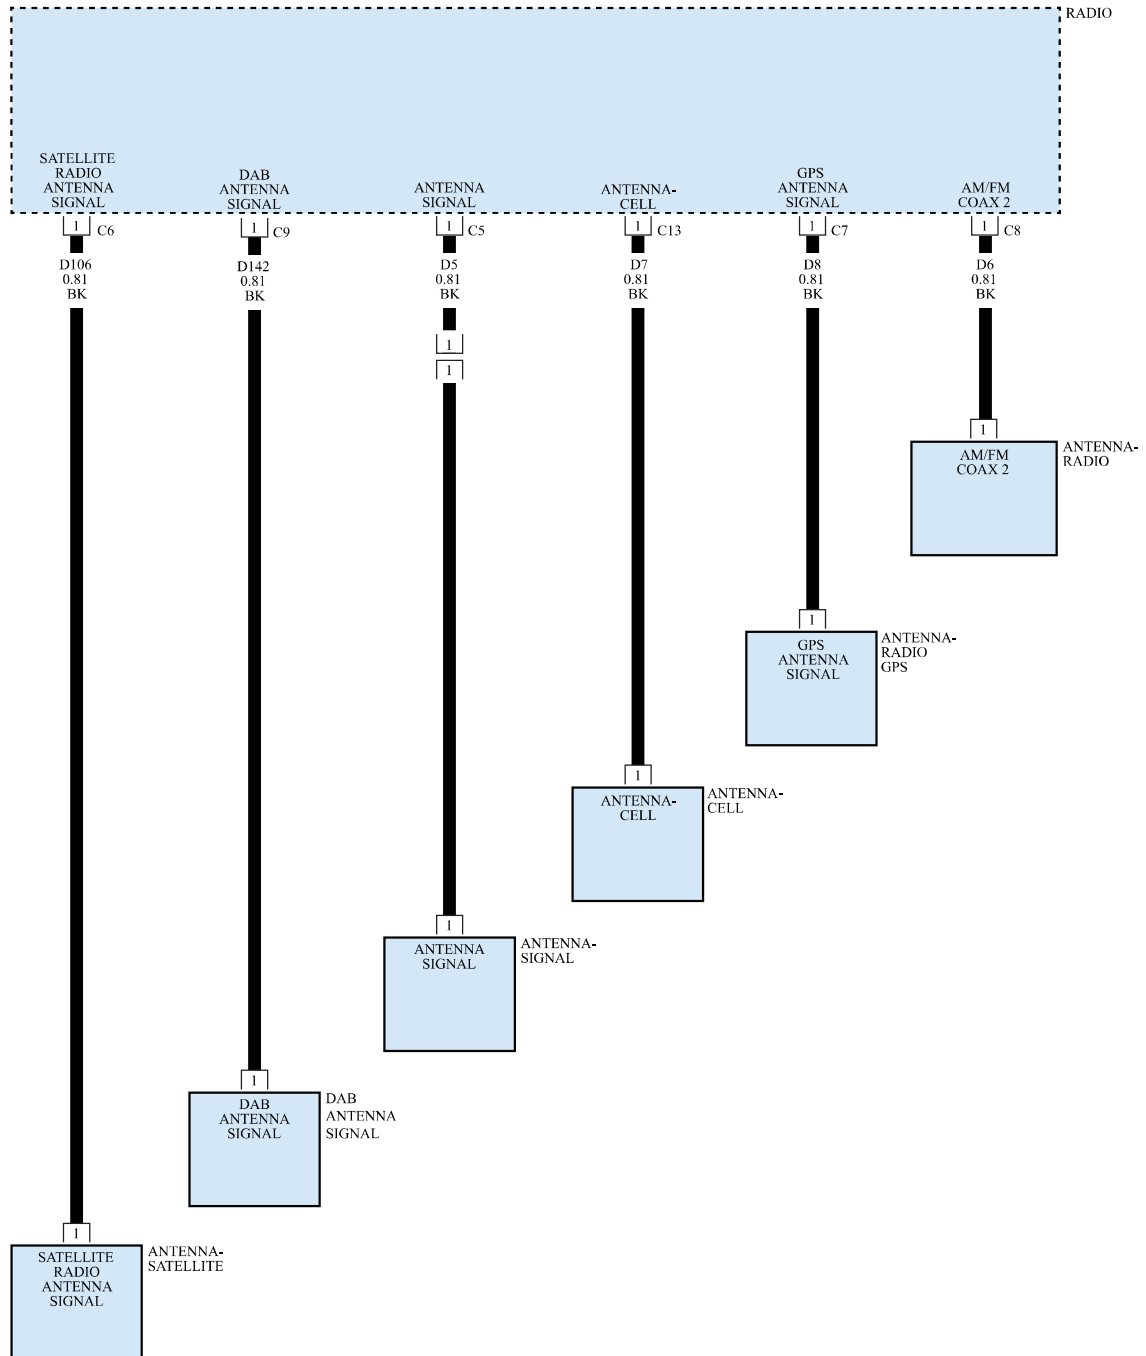 RADIO
SATELLITE
RADIO
ANTENNA
SIGNAL
DAB
ANTENNA
SIGNAL
ANTENNA
SIGNAL
ANTENNA-
CELL
GPS
ANTENNA
SIGNAL
AM/FM
COAX 2
1 C6
1 C9
1 C5
1 C13
1 C7
1 C8
D106
0.81
BK
D142
0.81
BK
D5
0.81
BK
D7
0.81
BK
D8
0.81
BK
D6
0.81
BK
1
1
1
AM/FM
COAX 2
ANTENNA-
RADIO
1
GPS
ANTENNA
SIGNAL
ANTENNA-
RADIO
GPS
1
ANTENNA-
CELL
ANTENNA-
CELL
1
ANTENNA
SIGNAL
ANTENNA-
SIGNAL
1
DAB
ANTENNA
SIGNAL
DAB
ANTENNA
SIGNAL
1
SATELLITE
RADIO
ANTENNA
SIGNAL
ANTENNA-
SATELLITE